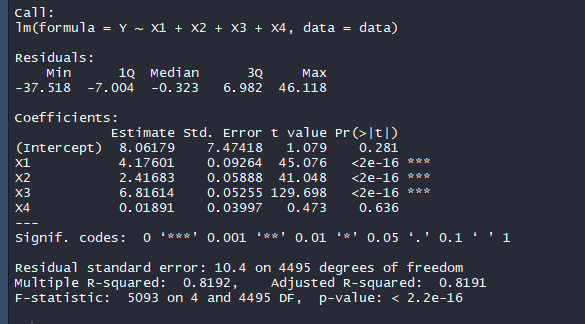 Call:
lm(formula = Y ~ X1 + X2 + X3 + X4, data = data)
Residuals:
Min 1Q Median 3Q Max
-37.518 -7.004 -0.323 6.982 46.118
Coefficients:
Estimate Std. Error t value Pr(>|t|)
(Intercept) 8.06179 7.47418 1.079 0.281
X1 4.17601 0.09264 45.076 <2e-16 ***
X2 2.41683 0.05888 41.048 <2e-16 ***
X3 6.81614 0.05255 129.698 <2e-16 ***
X4 0.01891 0.03997 0.473 0.636
---
Signif. codes: 0 ‘***’ 0.001 ‘**’ 0.01 ‘*’ 0.05 ‘.’ 0.1 ‘ ’ 1
Residual standard error: 10.4 on 4495 degrees of freedom
Multiple R-squared: 0.8192, Adjusted R-squared: 0.8191
F-statistic: 5093 on 4 and 4495 DF, p-value: < 2.2e-16